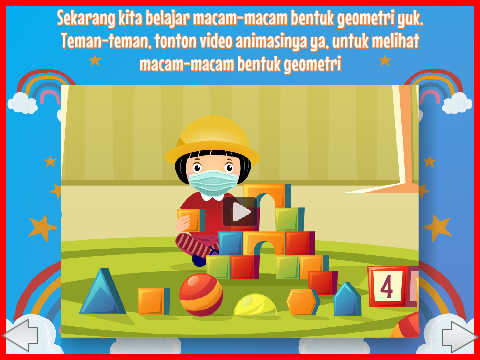 Sekarang kita belajar macam-macam bentuk geometri yuk.
Teman-teman, tonton video animasinya ya, untuk melihat
macam-macam bentuk geometri
4